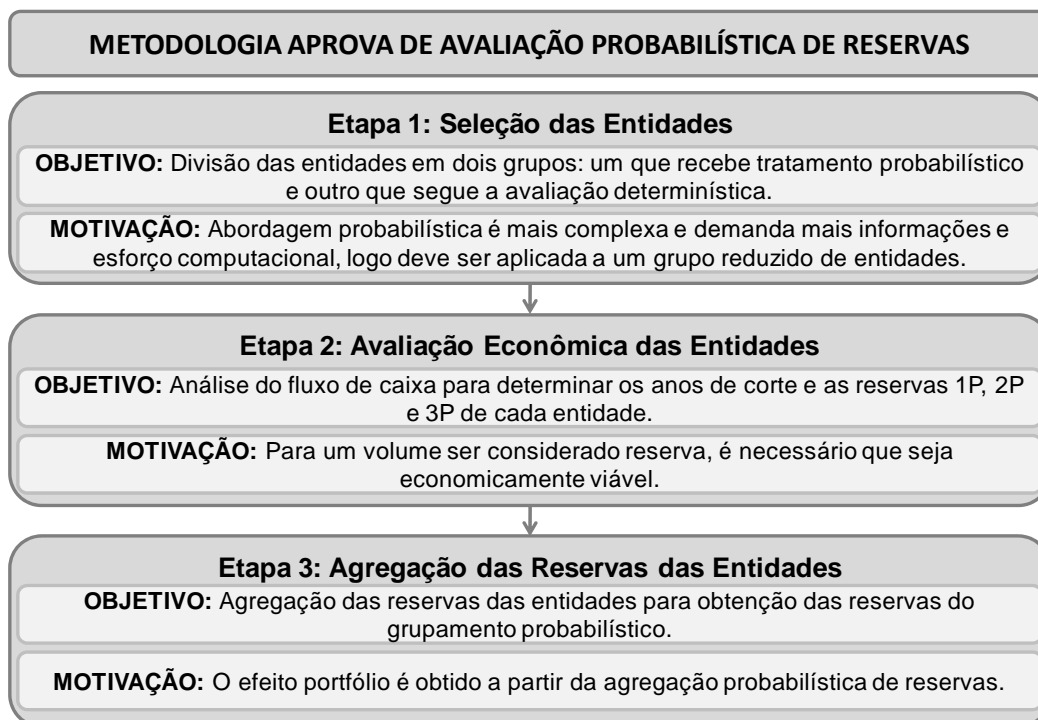 METODOLOGIA APROVA DE AVALIAÇÃO PROBABILÍSTICA DE RESERVAS
Etapa 1: Seleção das Entidades
OBJETIVO: Divisão das entidades em dois grupos: um que recebe tratamento probabilístico
e outro que segue a avaliação determinística.
MOTIVAÇÃO: Abordagem probabilística é mais complexa e demanda mais informações e
esforço computacional, logo deve ser aplicada a um grupo reduzido de entidades.
Etapa 2: Avaliação Econômica das Entidades
OBJETIVO: Análise do fluxo de caixa para determinar os anos de corte e as reservas 1P, 2P
e 3P de cada entidade.
MOTIVAÇÃO: Para um volume ser considerado reserva, é necessário que seja
economicamente viável.
Etapa 3: Agregação das Reservas das Entidades
OBJETIVO: Agregação das reservas das entidades para obtenção das reservas do
grupamento probabilístico.
MOTIVAÇÃO: O efeito portfólio é obtido a partir da agregação probabilística de reservas.